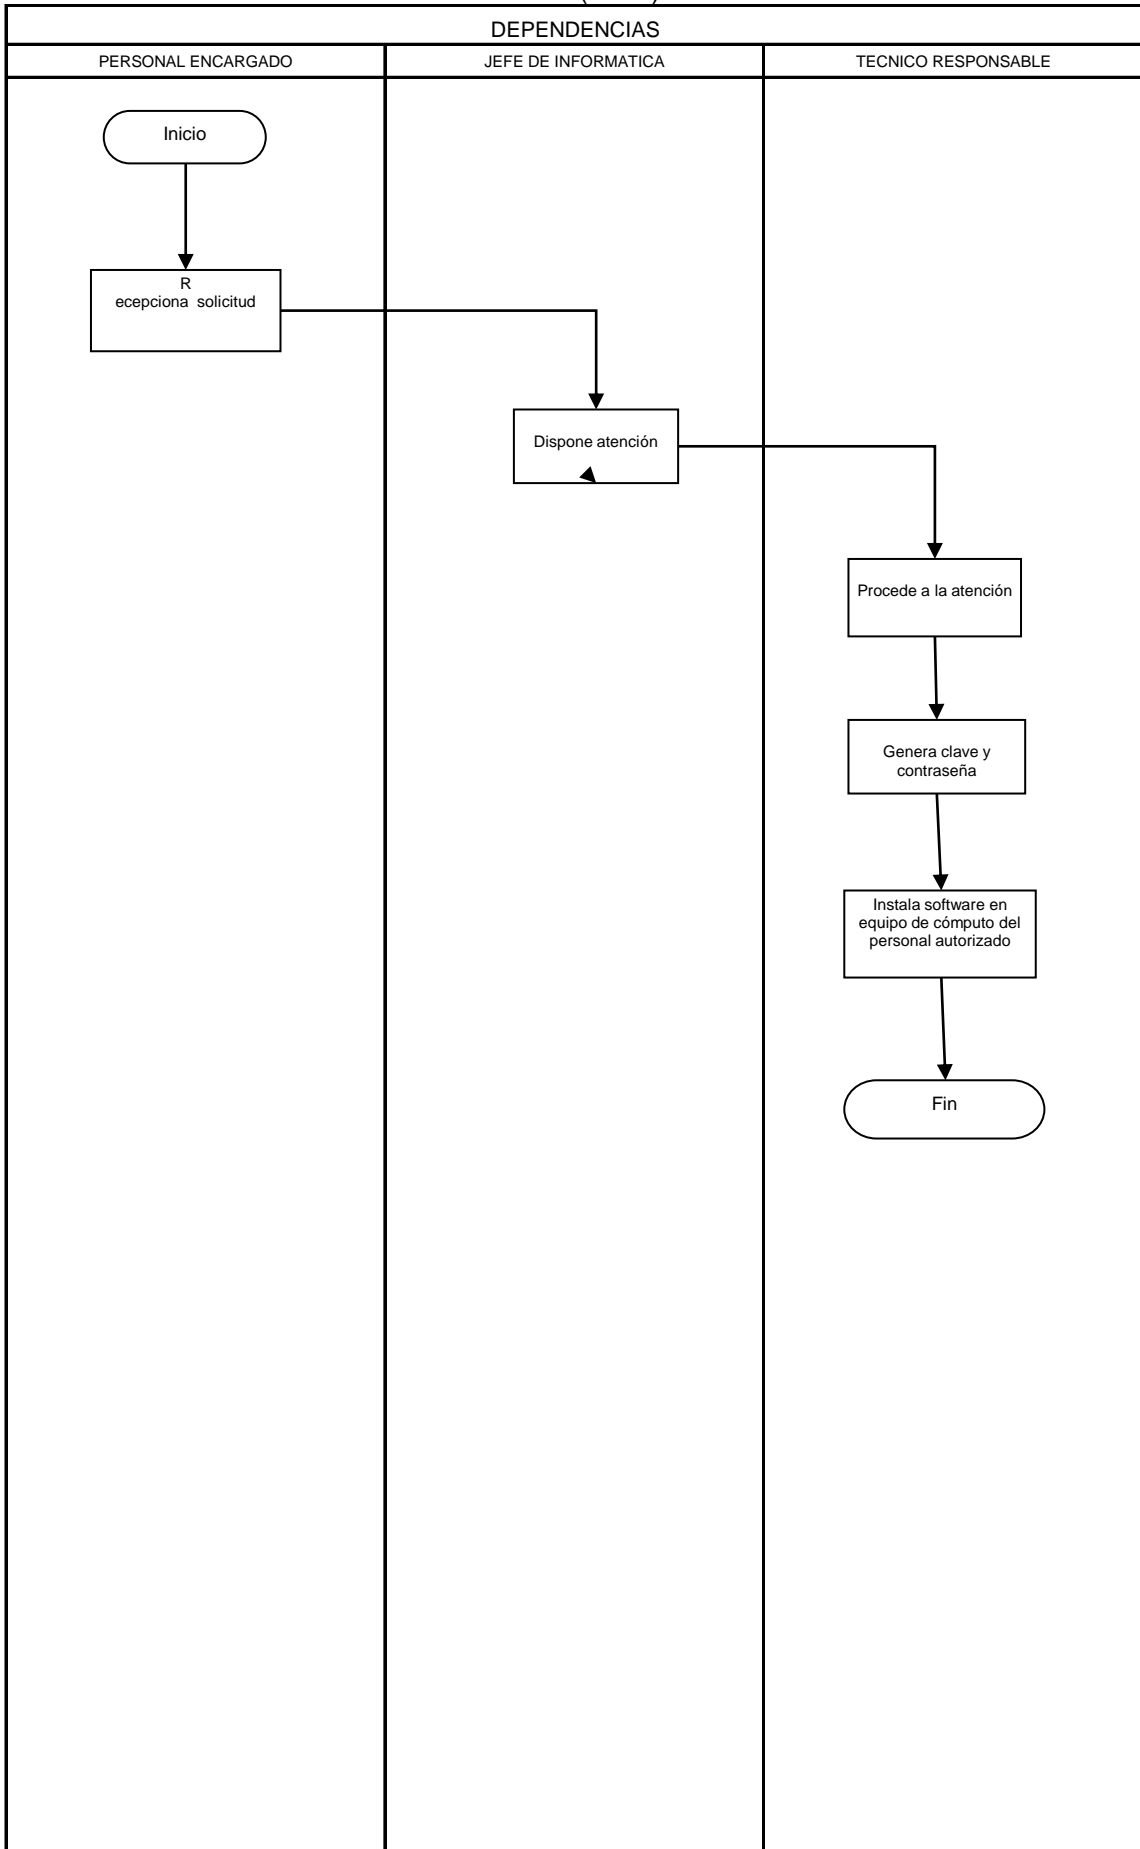 DEPENDENCIAS
PERSONAL ENCARGADO
JEFE DE INFORMATICA
TECNICO RESPONSABLE
Inicio
R
ecepciona solicitud
Dispone atención
Procede a la atención
Genera clave y
contraseña
Instala software en
equipo de cómputo del
personal autorizado
Fin